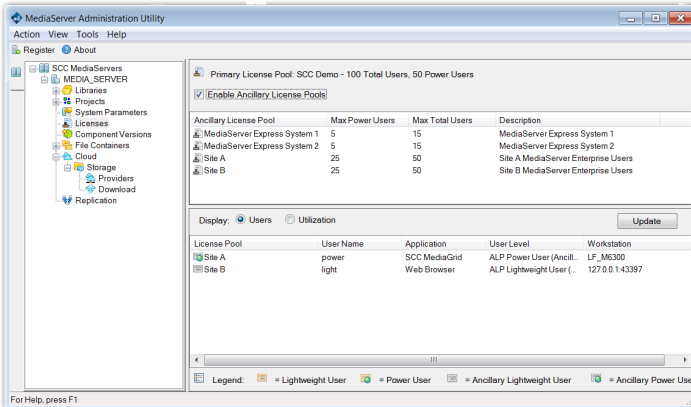 MediaServer Administration Utility
Action View Tools Help
Register About
SCC MediaServers
MEDIA_SERVER
Libraries
Projects
System Parameters
Licenses
Component Versions
File Containers
Cloud
Storage
Providers
Download
Replication
Primary License Pool: SCC Demo - 100 Total Users, 50 Power Users
Enable Ancillary License Pools
Ancillary License Pool Max Power Users Max Total Users Description
MediaServer Express System 1 5 15 MediaServer Express System 1
MediaServer Express System 2 5 15 MediaServer Express System 2
Site A 25 50 Site A MediaServer Enterprise Users
Site B 25 50 Site B MediaServer Enterprise Users
Display: Users Utilization Update
License Pool User Name Application User Level Workstation
Site A power SCC MediaGrid ALP Power User (Ancill... LF_M6300
Site B light Web Browser ALP Lightweight User (... 127.0.0.1:43397
Legend: = Lightweight User = Power User = Ancillary Lightweight User = Ancillary Power Use
For Help, press F1